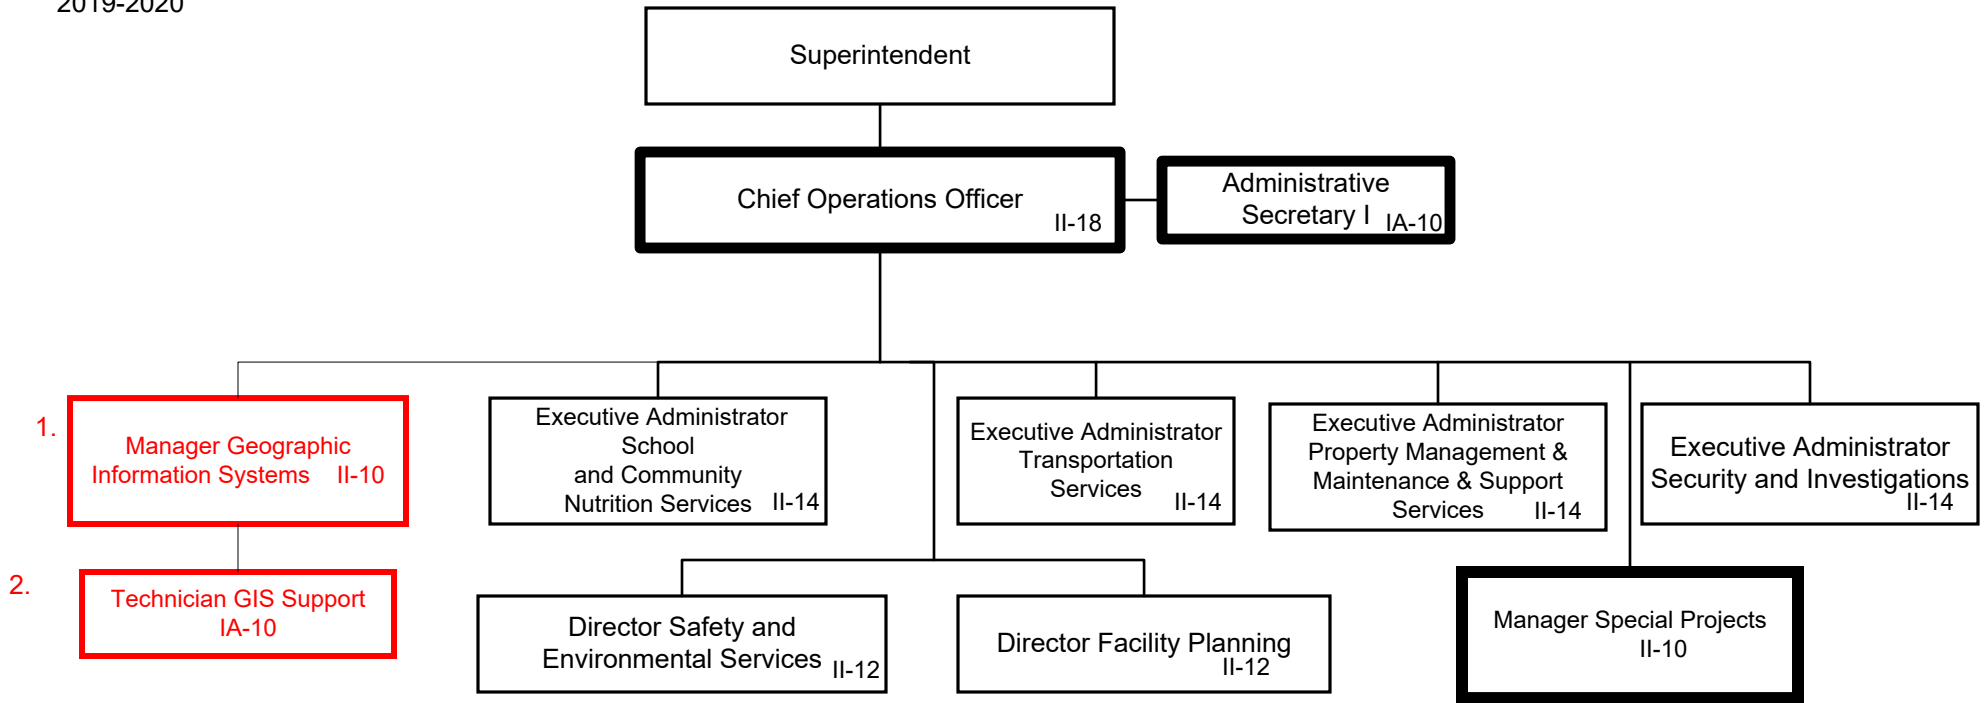 2019-2020
Superintendent
Chief Operations Officer
II-18
Administrative
Secretary I
IA-10
1.
Manager Geographic
Information Systems II-10
Executive Administrator
School
and Community
Nutrition Services II-14
Executive Administrator
Transportation
Services
II-14
Executive Administrator
Property Management &
Maintenance & Support
Services II-14
Executive Administrator
Security and Investigations
II-14
2.
Technician GIS Support
IA-10
Director Safety and
Environmental Services
II-12
Director Facility Planning
II-12
Manager Special Projects
II-10